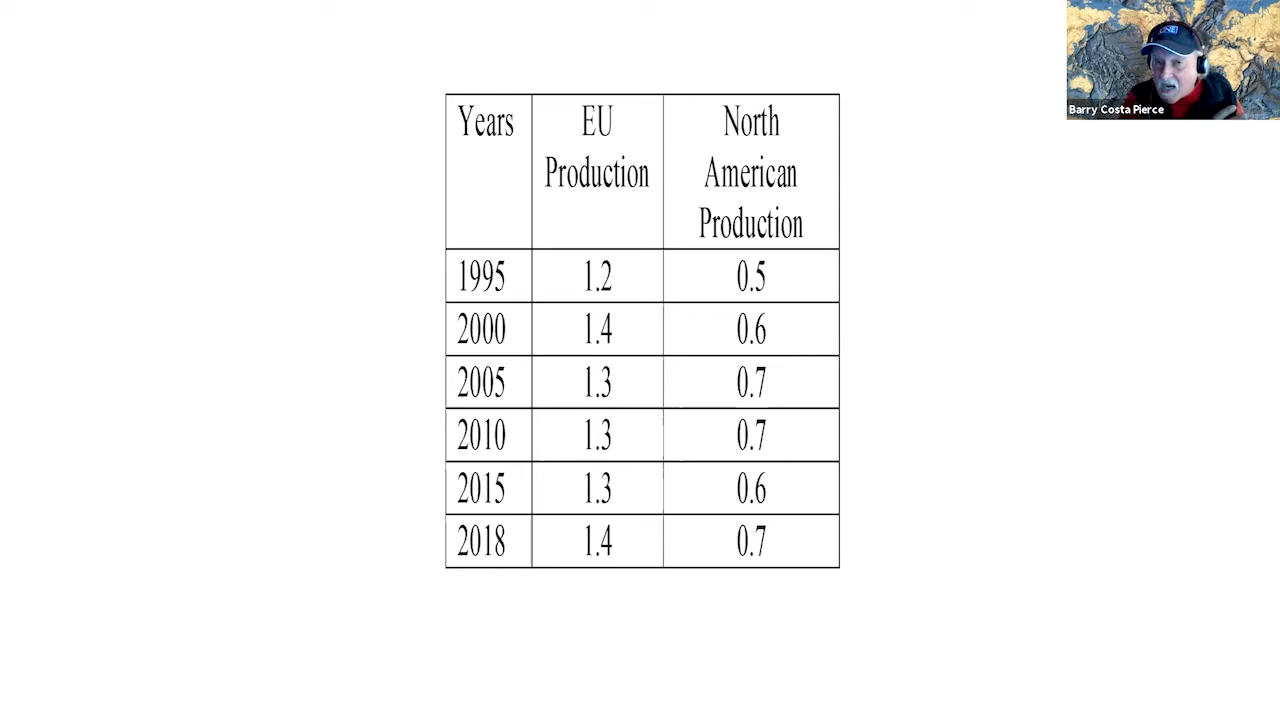 Years EU North
Production American
Production
1995 1.2 0.5
2000 1.4 0.6
2005 1.3 0.7
2010 1.3 0.7
2015 1.3 0.6
2018 1.4 0.7
UNE
Barry Costa Pierce